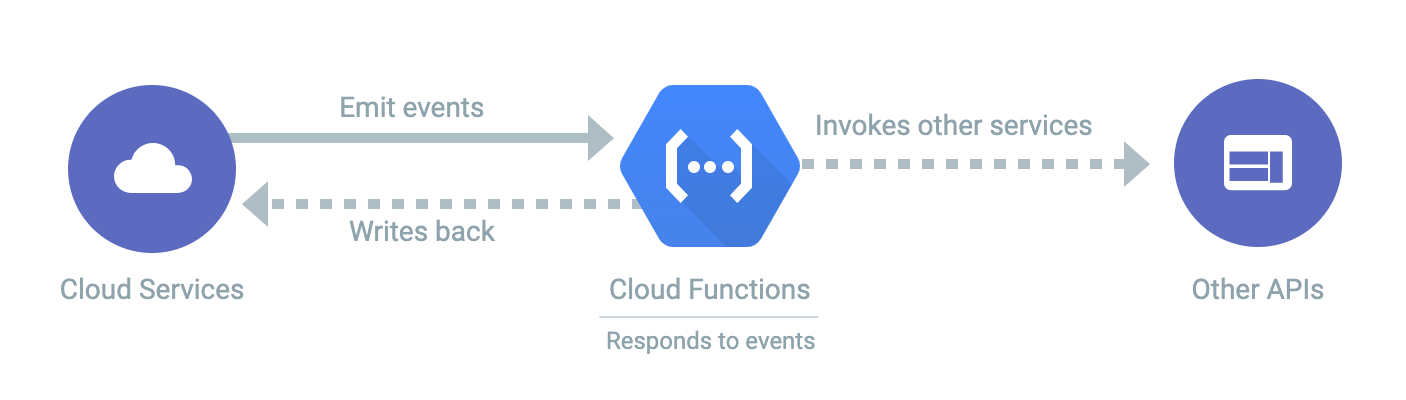 Emit events
Invokes other services
Writes back
Cloud Services
Cloud Functions
Other APIs
Responds to events